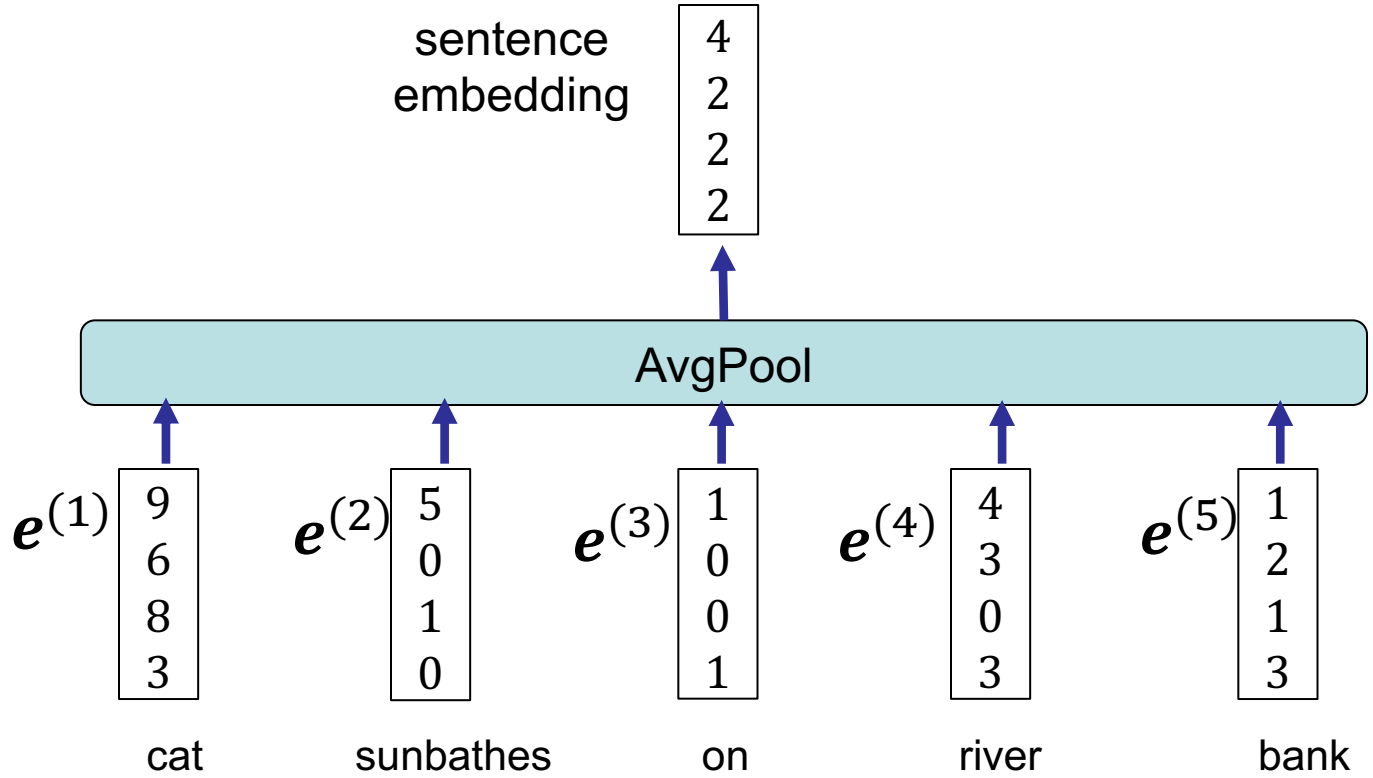 sentence
embedding
4
2
2
2
AvgPool
e^(1)
9
6
8
3
e^(2)
5
0
1
0
e^(3)
1
0
0
1
e^(4)
4
3
0
3
e^(5)
1
2
1
3
cat sunbathes on river bank